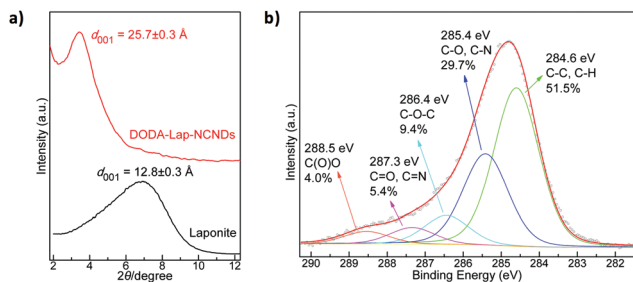 a)
d001 = 25.7±0.3 Å
DODA-Lap-NCNDs
d001 = 12.8±0.3 Å
Laponite
Intensity (a.u.)
2 4 6 8 10 12
2θ/degree
b)
285.4 eV
C-O, C-N
29.7%
284.6 eV
C-C, C-H
51.5%
286.4 eV
C-O-C
9.4%
288.5 eV
C(O)O
4.0%
287.3 eV
C=O, C=N
5.4%
Intensity (a.u.)
290 289 288 287 286 285 284 283 282
Binding Energy (eV)